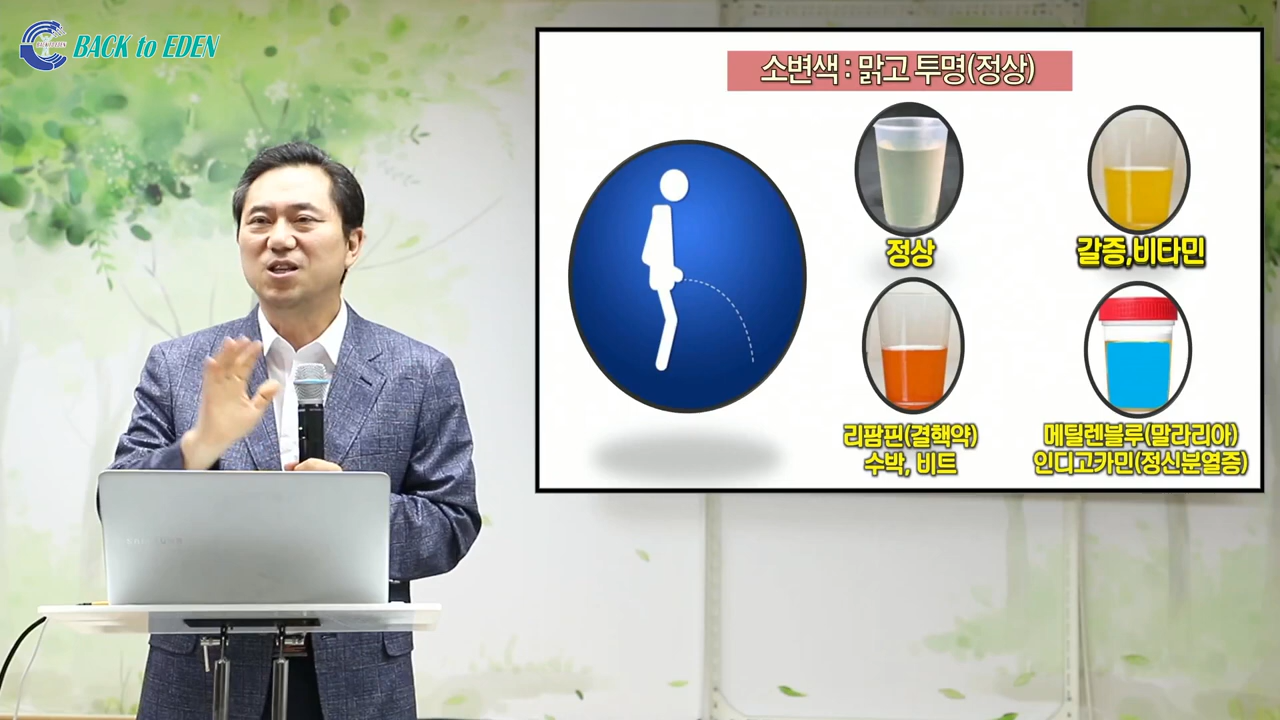 BACK to EDEN
소변색 : 맑고 투명(정상)
정상
갈증,비타민
리팜핀(결핵약)
수박, 비트
메틸렌블루(말라리아)
인디고카민(정신분열증)